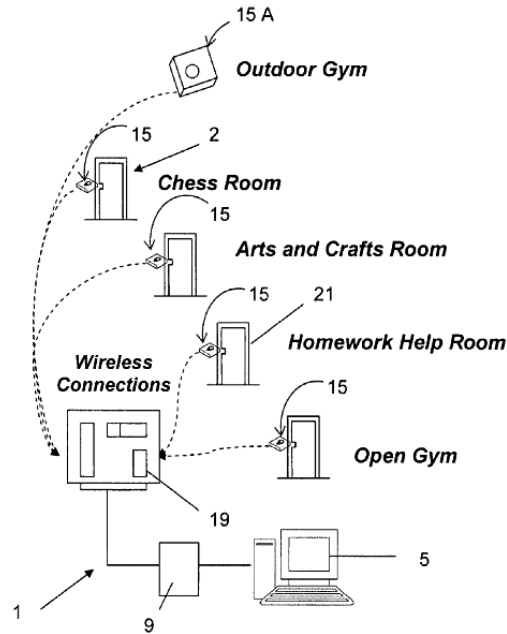 15 A
Outdoor Gym
15
2
Chess Room
15
Arts and Crafts Room
15
21
Homework Help Room
Wireless
Connections
15
Open Gym
19
5
1
9